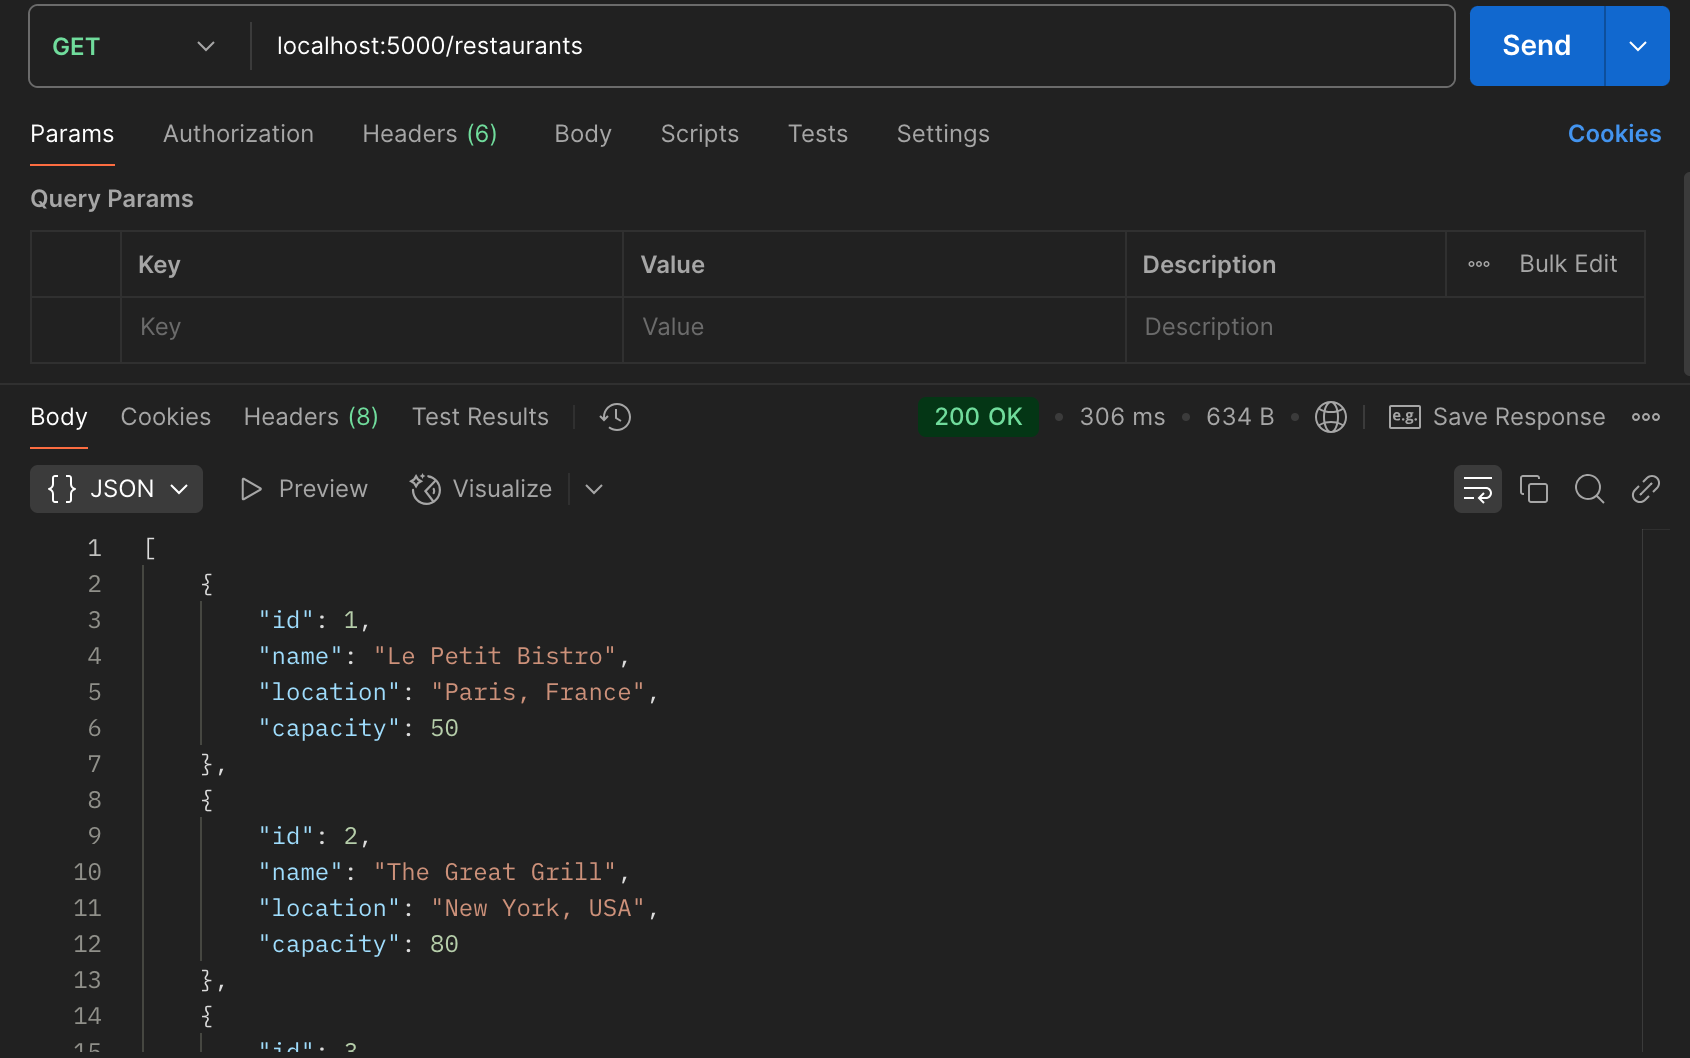 GET localhost:5000/restaurants Send
Params Authorization Headers (6) Body Scripts Tests Settings Cookies
Query Params
Key Value Description Bulk Edit
Key Value Description
Body Cookies Headers (8) Test Results 200 OK • 306 ms • 634 B • e.g. Save Response
{} JSON Preview Visualize
1 [
2 {
3 "id": 1,
4 "name": "Le Petit Bistro",
5 "location": "Paris, France",
6 "capacity": 50
7 },
8 {
9 "id": 2,
10 "name": "The Great Grill",
11 "location": "New York, USA",
12 "capacity": 80
13 },
14 {
15 "id": 3